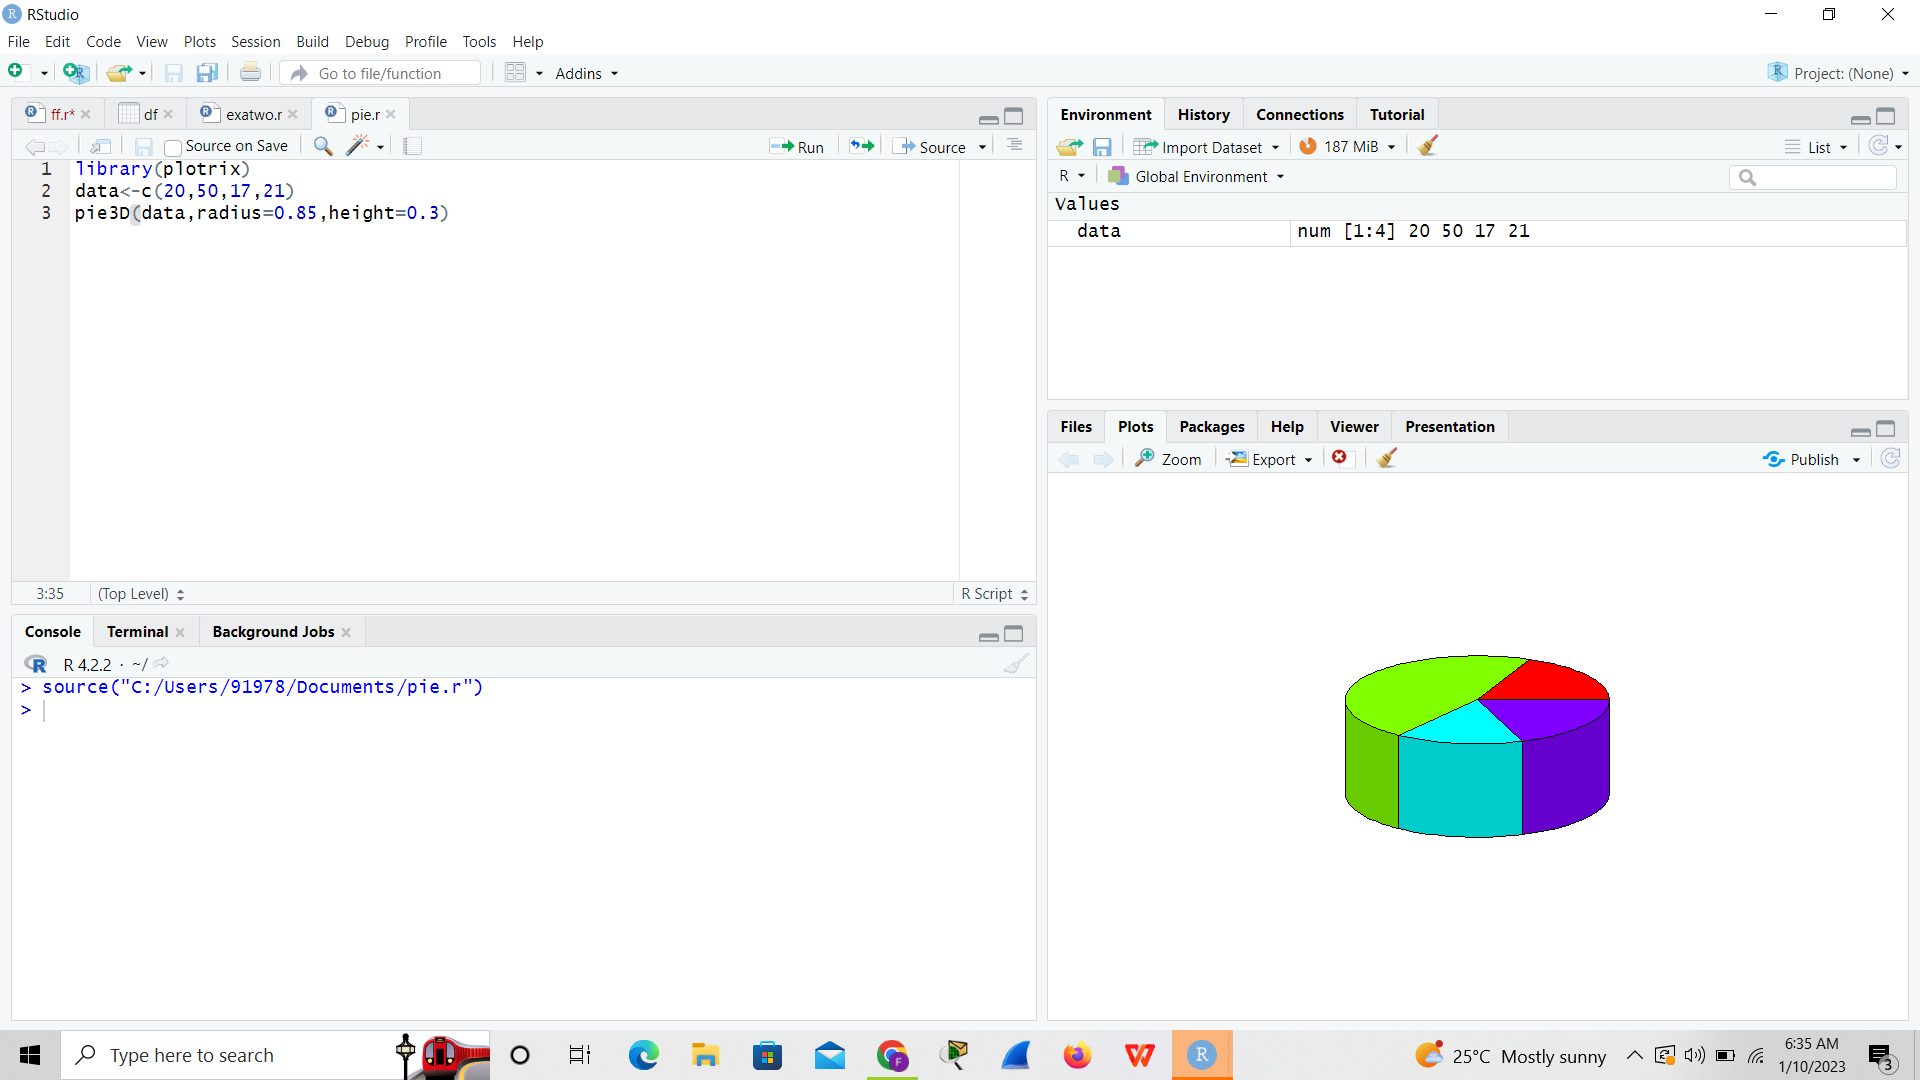 RStudio
File Edit Code View Plots Session Build Debug Profile Tools Help
Go to file/function Addins Project: (None)
ff.r* df exatwo.r pie.r
Source on Save Run Source
1 library(plotrix)
2 data<-c(20,50,17,21)
3 pie3D(data,radius=0.85,height=0.3)
3:35 (Top Level) R Script
Console Terminal Background Jobs
R 4.2.2 · ~/
> source("C:/Users/91978/Documents/pie.r")
>
Environment History Connections Tutorial
Import Dataset 187 MiB List
R Global Environment
Values
data num [1:4] 20 50 17 21
Files Plots Packages Help Viewer Presentation
Zoom Export Publish
Type here to search
25°C Mostly sunny
6:35 AM
1/10/2023
3